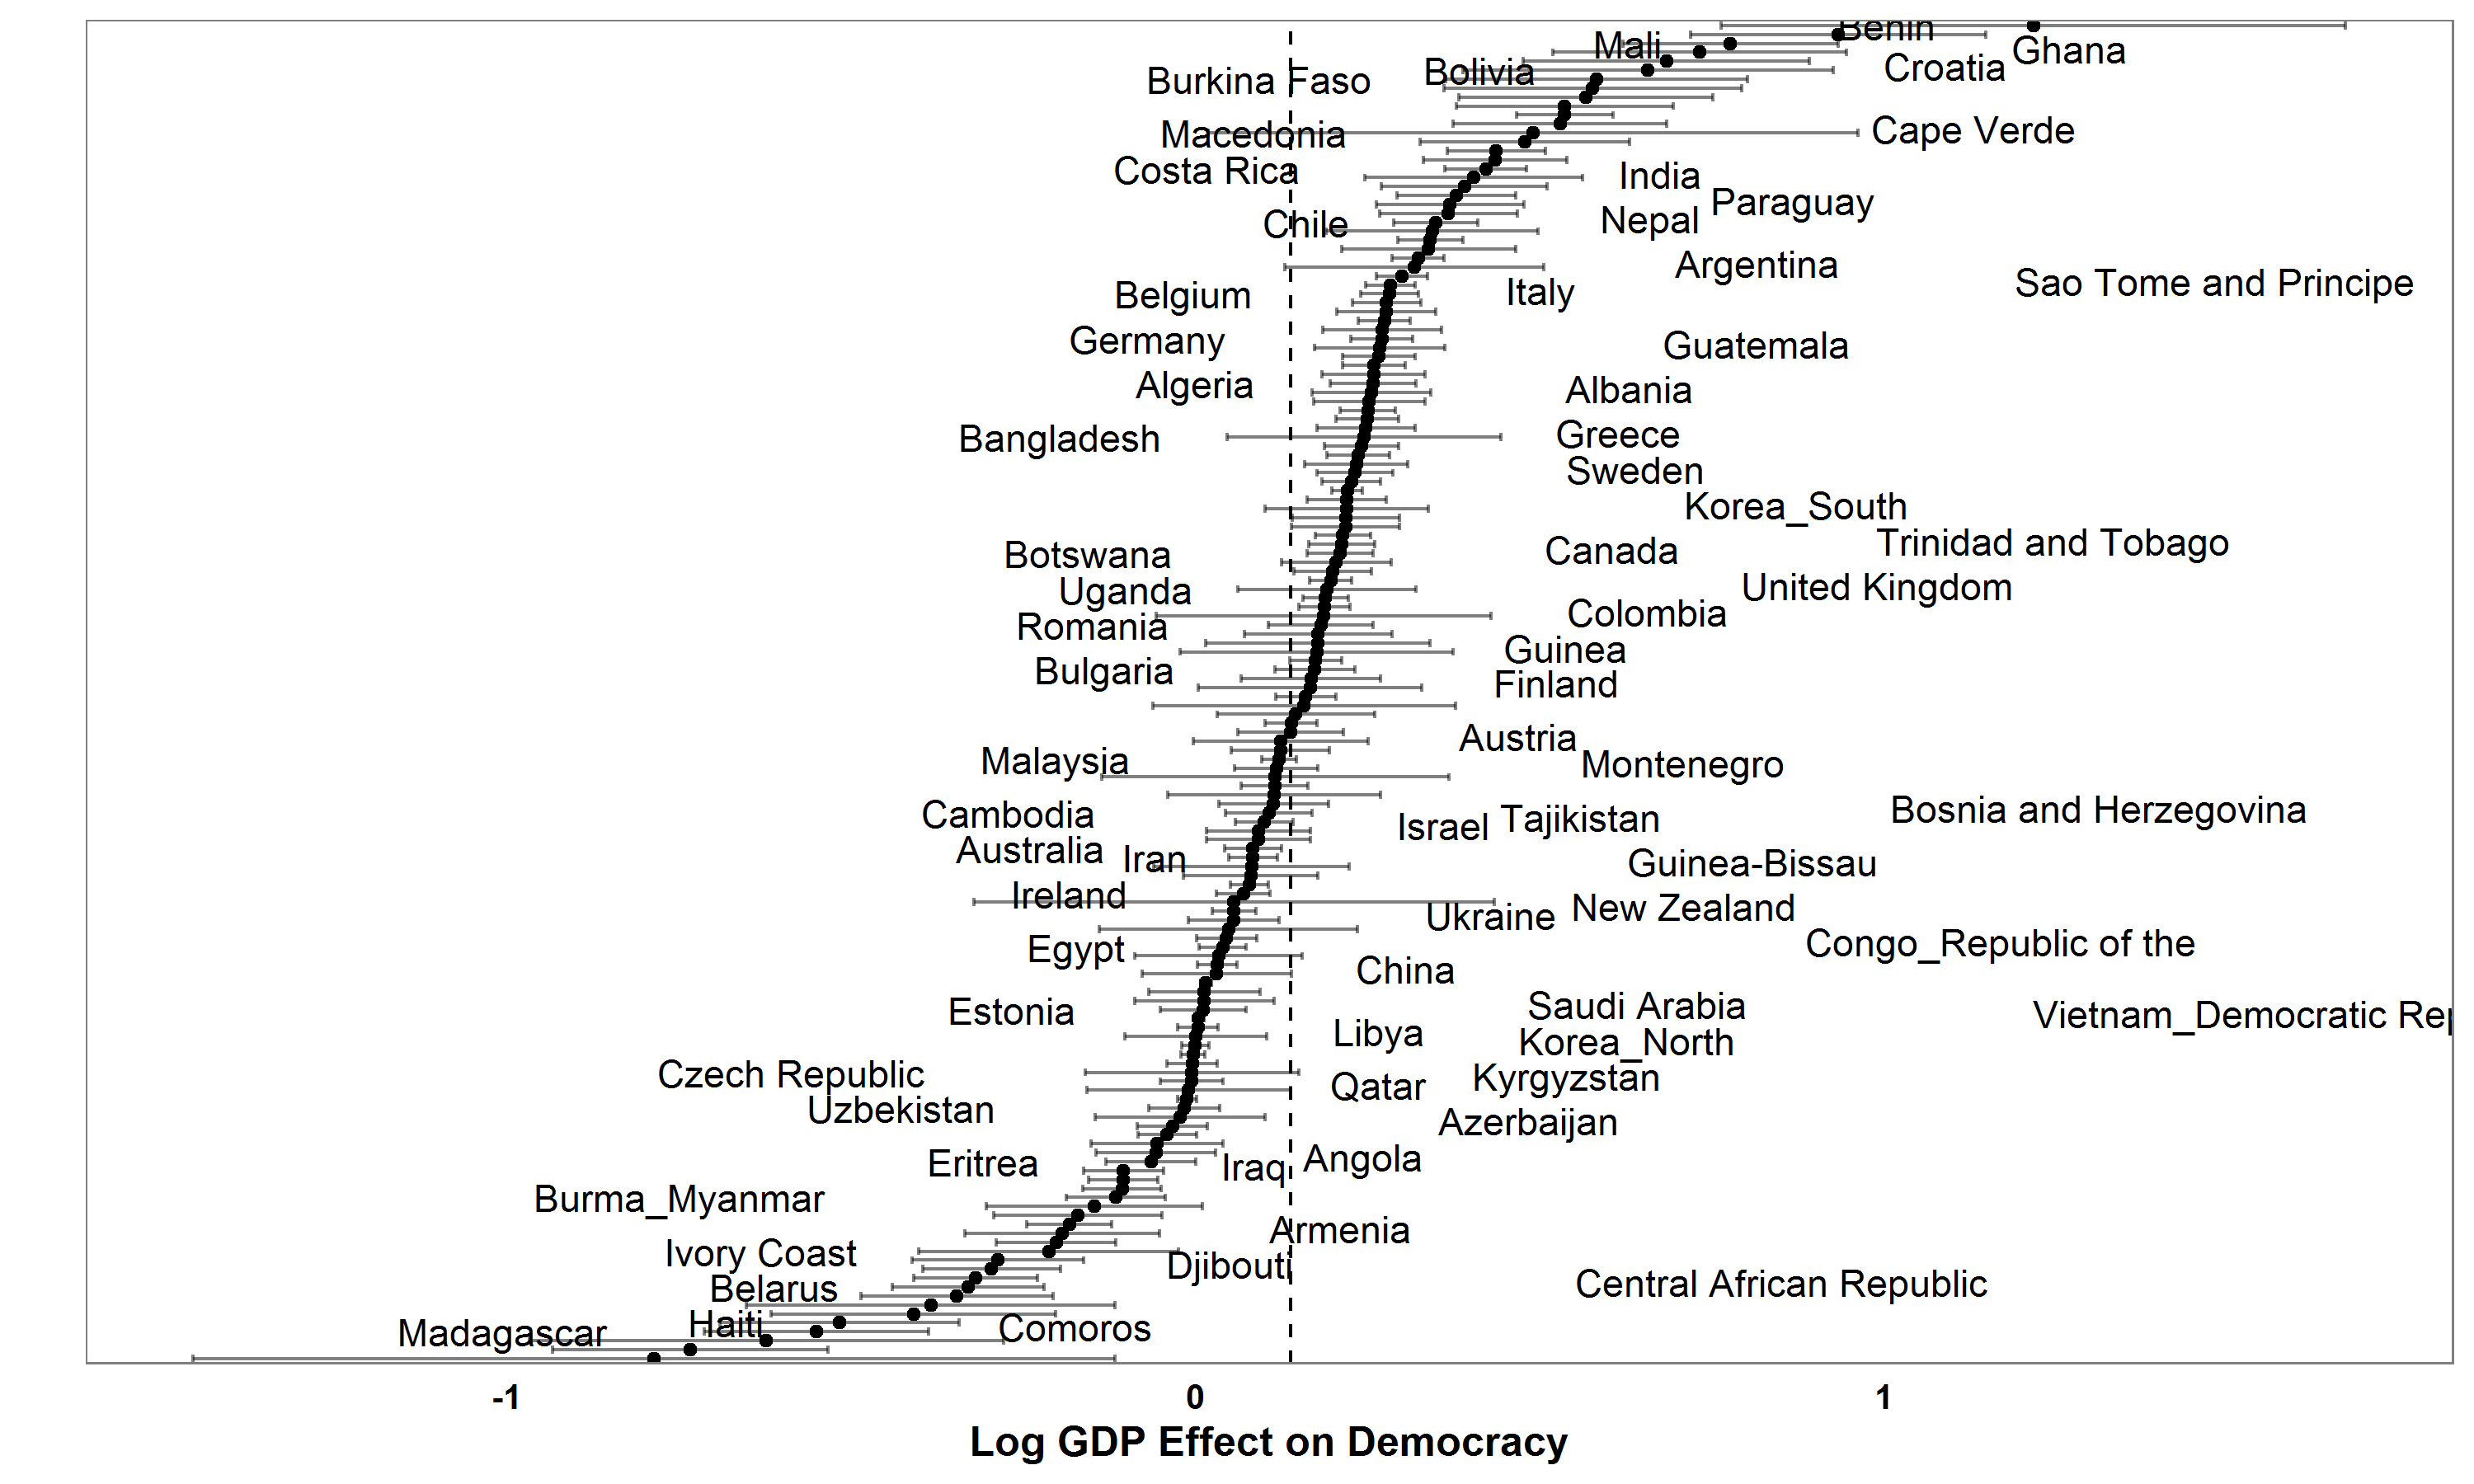 Benin
Mali
Ghana
Croatia
Bolivia
Burkina Faso
Cape Verde
Macedonia
Costa Rica
India
Paraguay
Nepal
Chile
Argentina
Sao Tome and Principe
Italy
Belgium
Germany
Guatemala
Algeria
Albania
Greece
Bangladesh
Sweden
Korea_South
Trinidad and Tobago
Canada
Botswana
United Kingdom
Uganda
Colombia
Romania
Guinea
Bulgaria
Finland
Austria
Malaysia
Montenegro
Bosnia and Herzegovina
Cambodia
Tajikistan
Israel
Australia
Iran
Guinea-Bissau
Ireland
New Zealand
Ukraine
Congo_Republic of the
Egypt
China
Saudi Arabia
Estonia
Vietnam_Democratic Rep
Libya
Korea_North
Czech Republic
Kyrgyzstan
Qatar
Uzbekistan
Azerbaijan
Angola
Eritrea
Iraq
Burma_Myanmar
Armenia
Ivory Coast
Djibouti
Central African Republic
Belarus
Haiti
Comoros
Madagascar
-1 0 1
Log GDP Effect on Democracy